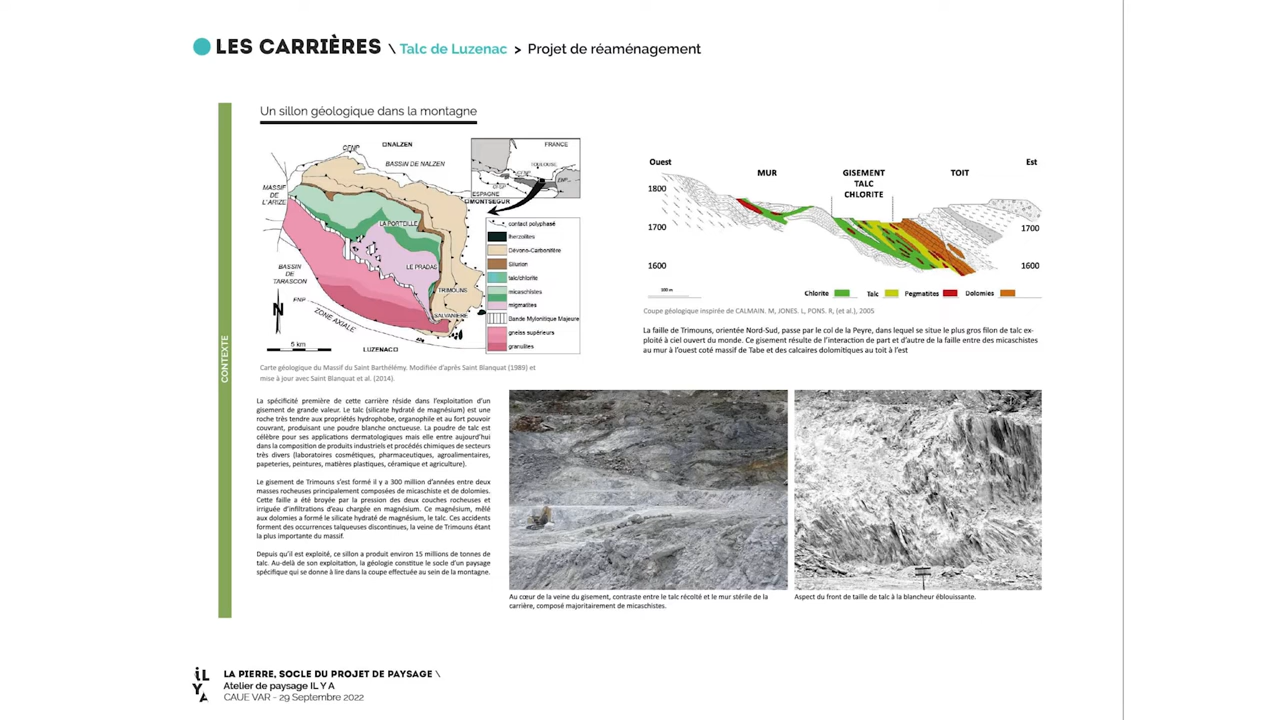 LES CARRIÈRES \ Talc de Luzenac > Projet de réaménagement
CONTEXTE
Un sillon géologique dans la montagne
ONALZEN
BASSIN DE NALZEN
MASSIF
DE
L'ARIZE
LA PORTEILLE
LE PRADAS
BASSIN
DE
TARASCON
TRIMOUNS
SALVANIERE
ZONE AXIALE
N
5 km
LUZENACO
FRANCE
TOULOUSE
ESPAGNE
OMONTSEGUR
contact polyphasé
lherzolites
Dévono-Carbonifère
Silurien
talc/chlorite
micaschistes
migmatites
Bande Mylonitique Majeure
gneiss supérieurs
granulites
Carte géologique du Massif du Saint Barthélémy. Modifiée d'après Saint Blanquat (1989) et
mise à jour avec Saint Blanquat et al. (2014).
Ouest
Est
MUR
GISEMENT
TALC
CHLORITE
TOIT
1800
1700
1600
1700
1600
100 m
Chlorite
Talc
Pegmatites
Dolomies
Coupe géologique inspirée de CALMAIN. M, JONES. L, PONS. R, (et al.), 2005
La faille de Trimouns, orientée Nord-Sud, passe par le col de la Peyre, dans lequel se situe le plus gros filon de talc ex-
ploité à ciel ouvert du monde. Ce gisement résulte de l'interaction de part et d'autre de la faille entre des micaschistes
au mur à l'ouest coté massif de Tabe et des calcaires dolomitiques au toit à l'est
La spécificité première de cette carrière réside dans l'exploitation d'un
gisement de grande valeur. Le talc (silicate hydraté de magnésium) est une
roche très tendre aux propriétés hydrophobe, organophile et au fort pouvoir
couvrant, produisant une poudre blanche onctueuse. La poudre de talc est
célèbre pour ses applications dermatologiques mais elle entre aujourd'hui
dans la composition de produits industriels et procédés chimiques de secteurs
très divers (laboratoires cosmétiques, pharmaceutiques, agroalimentaires,
papeteries, peintures, matières plastiques, céramique et agriculture).
Le gisement de Trimouns s'est formé il y a 300 million d'années entre deux
masses rocheuses principalement composées de micaschiste et de dolomies.
Cette faille a été broyée par la pression des deux couches rocheuses et
irriguée d'infiltrations d'eau chargée en magnésium. Ce magnésium, mêlé
aux dolomies a formé le silicate hydraté de magnésium, le talc. Ces accidents
forment des occurrences talqueuses discontinues, la veine de Trimouns étant
la plus importante du massif.
Depuis qu'il est exploité, ce sillon a produit environ 15 millions de tonnes de
talc. Au-delà de son exploitation, la géologie constitue le socle d'un paysage
spécifique qui se donne à lire dans la coupe effectuée au sein de la montagne.
Au cœur de la veine du gisement, contraste entre le talc récolté et le mur stérile de la
carrière, composé majoritairement de micaschistes.
Aspect du front de taille de talc à la blancheur éblouissante.
iL
Y
A
LA PIERRE, SOCLE DU PROJET DE PAYSAGE \
Atelier de paysage IL Y A
CAUE VAR - 29 Septembre 2022